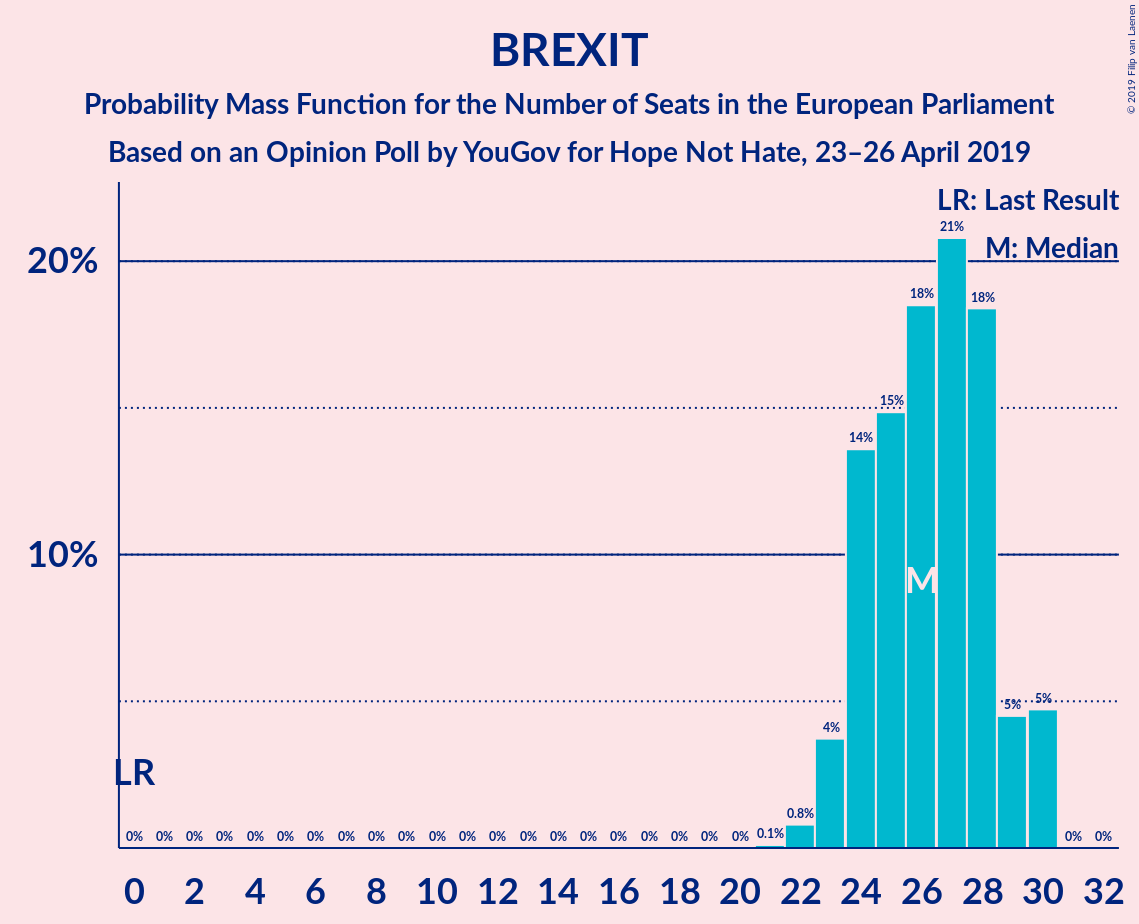 BREXIT
Probability Mass Function for the Number of Seats in the European Parliament
Based on an Opinion Poll by YouGov for Hope Not Hate, 23–26 April 2019
© 2019 Filip van Laenen
LR: Last Result
M: Median
20%
10%
21%
18%
18%
15%
14%
M
5%
5%
4%
LR
0% 0% 0% 0% 0% 0% 0% 0% 0% 0% 0% 0% 0% 0% 0% 0% 0% 0% 0% 0% 0% 0.1% 0.8% 0% 0%
0 2 4 6 8 10 12 14 16 18 20 22 24 26 28 30 32